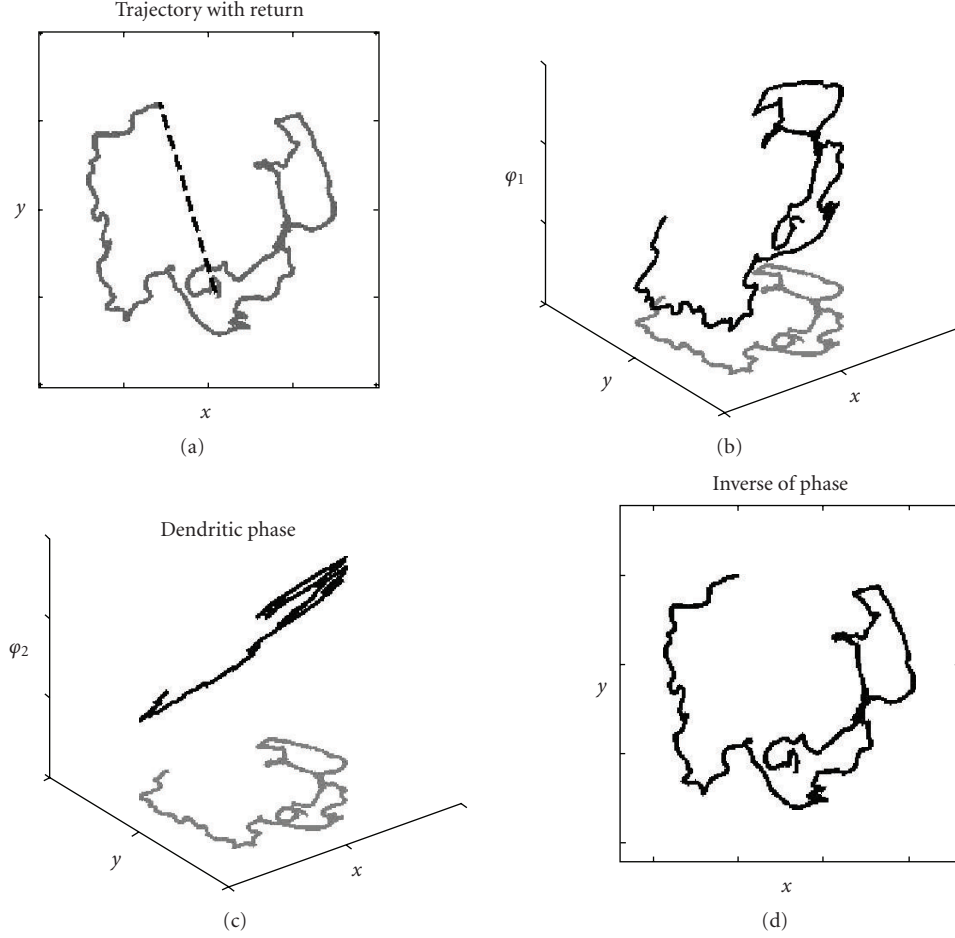 Trajectory with return
y
x
(a)
φ1
y
x
(b)
Dendritic phase
φ2
y
x
(c)
Inverse of phase
y
x
(d)